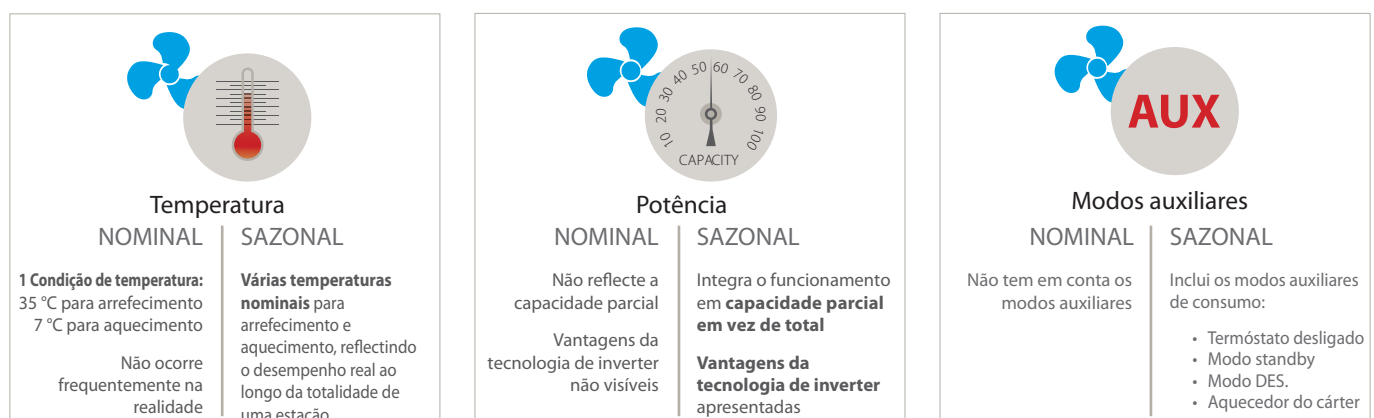 Temperatura
NOMINAL
1 Condição de temperatura:
35 °C para arrefecimento
7 °C para aquecimento
Não ocorre
frequentemente na
realidade
SAZONAL
Várias temperaturas
nominais para
arrefecimento e
aquecimento, reflectindo
o desempenho real ao
longo da totalidade de
uma estação
10 20 30 40 50 60 70 80 90 100
CAPACITY
Potência
NOMINAL
Não reflecte a
capacidade parcial
Vantagens da
tecnologia de inverter
não visíveis
SAZONAL
Integra o funcionamento
em capacidade parcial
em vez de total
Vantagens da
tecnologia de inverter
apresentadas
AUX
Modos auxiliares
NOMINAL
Não tem em conta os
modos auxiliares
SAZONAL
Inclui os modos auxiliares
de consumo:
• Termóstato desligado
• Modo standby
• Modo DES.
• Aquecedor do cárter